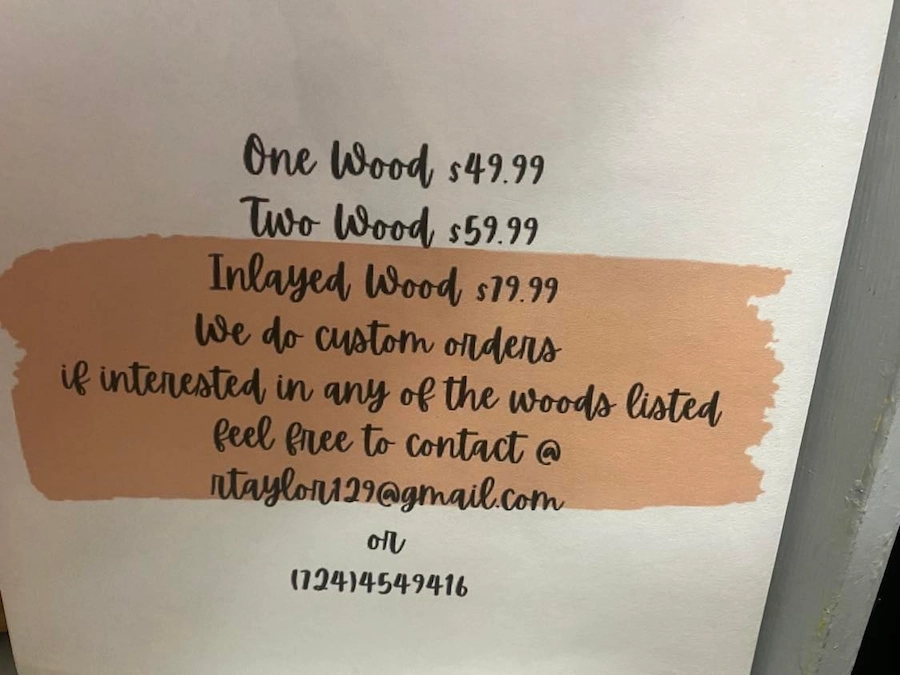 One Wood $49.99
Two Wood $59.99
Inlayed Wood $79.99
We do custom orders
if interested in any of the woods listed
feel free to contact @
rtaylor129@gmail.com
or
(724)4549416